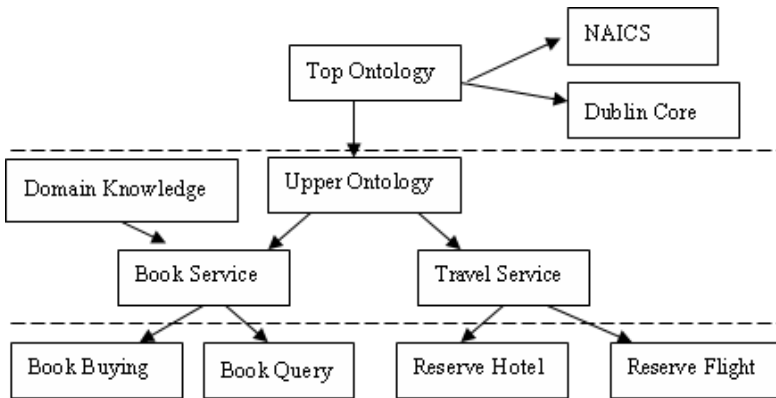 NAICS
Top Ontology
Dublin Core
Domain Knowledge
Upper Ontology
Book Service
Travel Service
Book Buying
Book Query
Reserve Hotel
Reserve Flight